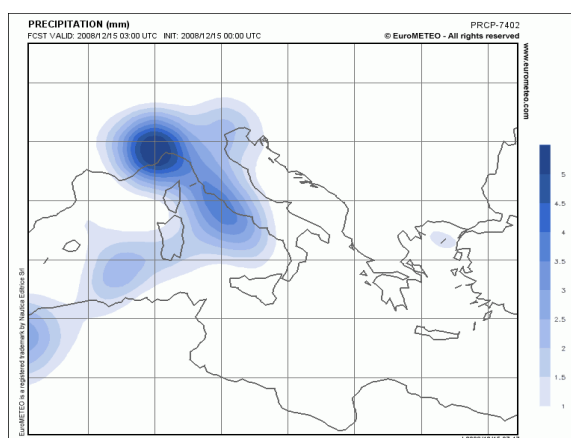 PRECIPITATION (mm)
PRCP-7402
FCST VALID: 2008/12/15 03:00 UTC INIT: 2008/12/15 00:00 UTC
© EuroMETEO - All rights reserved
www.eurometeo.com
EuroMETEO is a registered trademark by Nautica Editrice Srl
5
4.5
4
3.5
3
2.5
2
1.5
1